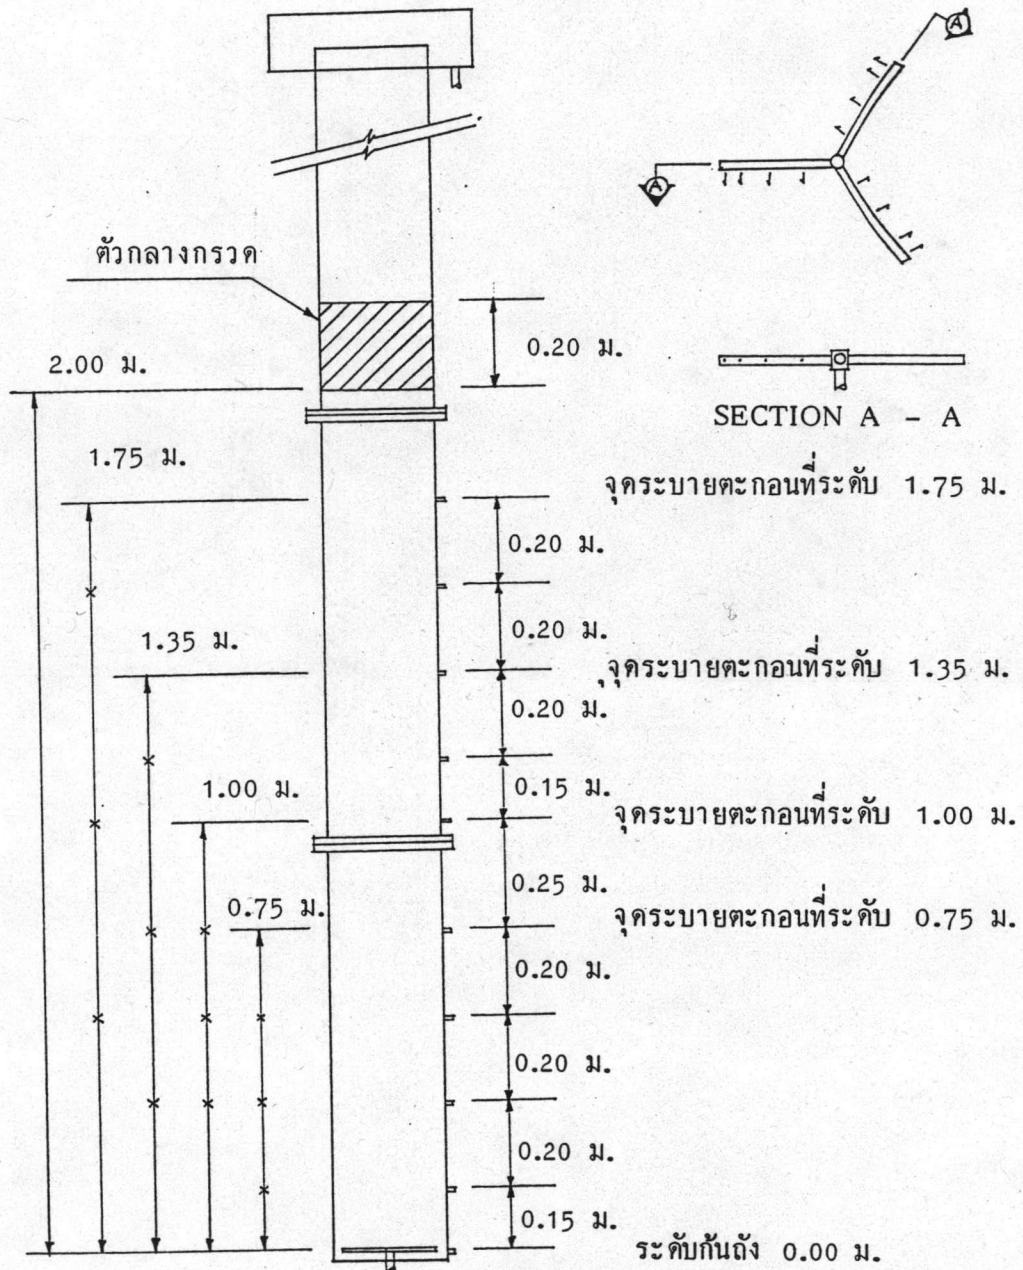 A
A
ตัวกลางกรวด
0.20 ม.
2.00 ม.
SECTION A - A
1.75 ม.
จุดระบายตะกอนที่ระดับ 1.75 ม.
0.20 ม.
0.20 ม.
1.35 ม.
จุดระบายตะกอนที่ระดับ 1.35 ม.
0.20 ม.
1.00 ม.
0.15 ม.
จุดระบายตะกอนที่ระดับ 1.00 ม.
0.25 ม.
0.75 ม.
จุดระบายตะกอนที่ระดับ 0.75 ม.
0.20 ม.
0.20 ม.
0.20 ม.
0.15 ม.
ระดับก้นถัง 0.00 ม.